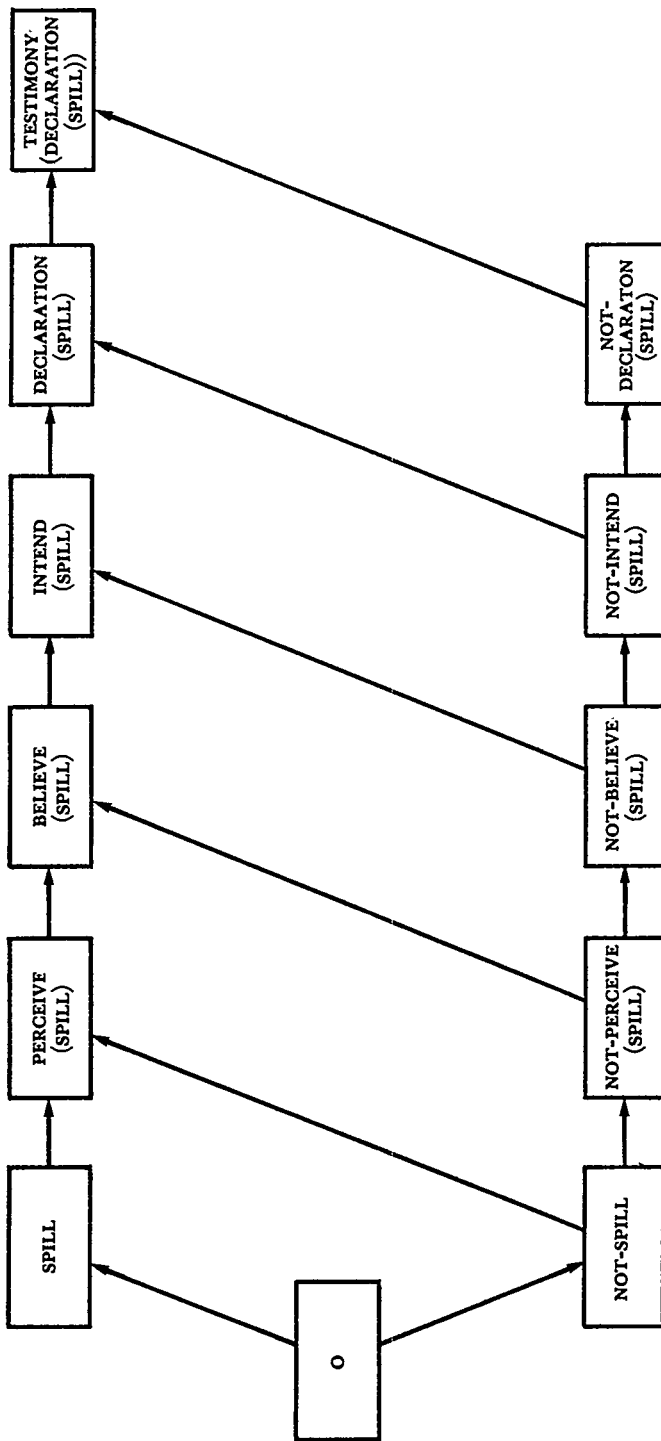 SPILL
PERCEIVE
(SPILL)
BELIEVE
(SPILL)
INTEND
(SPILL)
DECLARATION
(SPILL)
TESTIMONY
(DECLARATION
(SPILL))
O
NOT-SPILL
NOT-PERCEIVE
(SPILL)
NOT-BELIEVE
(SPILL)
NOT-INTEND
(SPILL)
NOT-
DECLARATON
(SPILL)